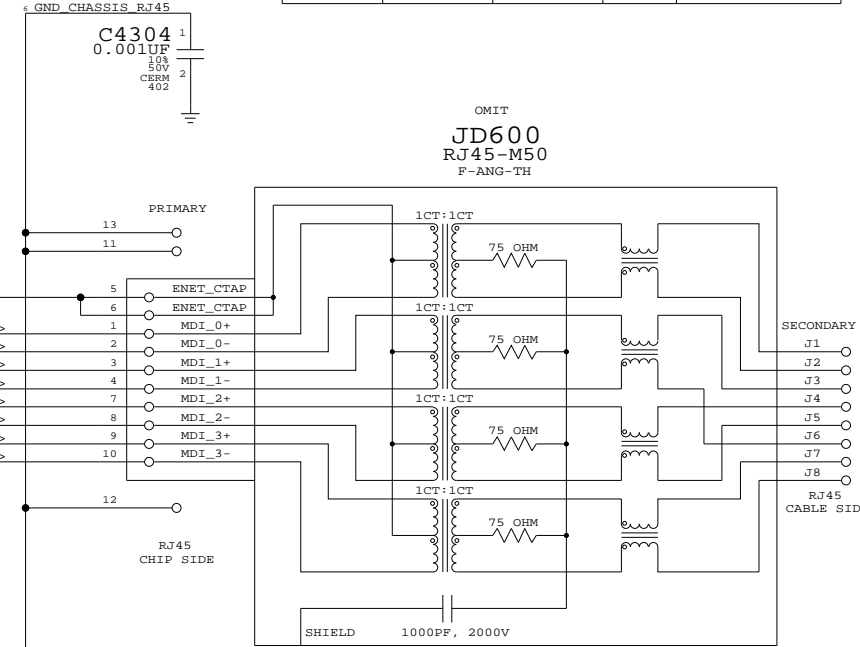 6 GND_CHASSIS_RJ45
C4304 1
0.001UF
10%
50V
CERM 2
402
OMIT
JD600
RJ45-M50
F-ANG-TH
PRIMARY
13
11
1CT:1CT
75 OHM
5 ENET_CTAP
6 ENET_CTAP
1 MDI_0+
2 MDI_0-
3 MDI_1+
4 MDI_1-
7 MDI_2+
8 MDI_2-
9 MDI_3+
10 MDI_3-
1CT:1CT
75 OHM
1CT:1CT
75 OHM
1CT:1CT
75 OHM
SECONDARY
J1
J2
J3
J4
J5
J6
J7
J8
RJ45
CABLE SID
12
RJ45
CHIP SIDE
SHIELD 1000PF, 2000V